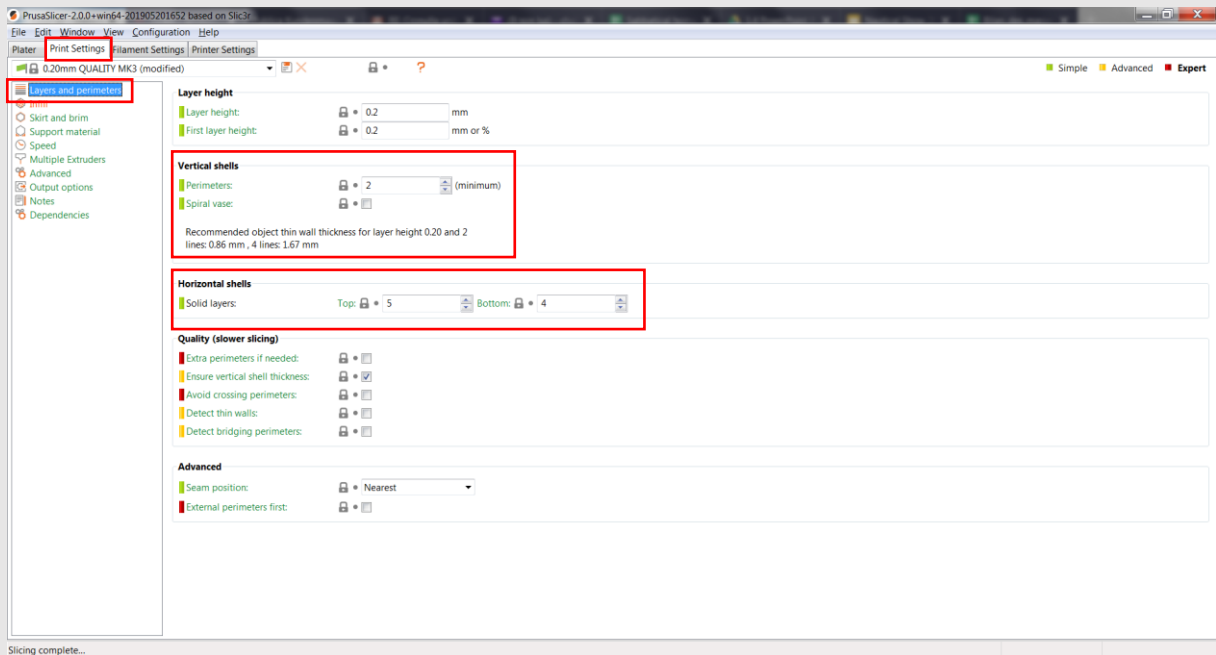 PrusaSlicer-2.0.0+win64-201905201652 based on Slic3r
File Edit Window View Configuration Help
Plater Print Settings Filament Settings Printer Settings
0.20mm QUALITY MK3 (modified) ? Simple Advanced Expert
Layers and perimeters
Infill
Skirt and brim
Support material
Speed
Multiple Extruders
Advanced
Output options
Notes
Dependencies
Layer height
Layer height: 0.2 mm
First layer height: 0.2 mm or %
Vertical shells
Perimeters: 2 (minimum)
Spiral vase:
Recommended object thin wall thickness for layer height 0.20 and 2
lines: 0.86 mm , 4 lines: 1.67 mm
Horizontal shells
Solid layers: Top: 5 Bottom: 4
Quality (slower slicing)
Extra perimeters if needed:
Ensure vertical shell thickness:
Avoid crossing perimeters:
Detect thin walls:
Detect bridging perimeters:
Advanced
Seam position: Nearest
External perimeters first:
Slicing complete...